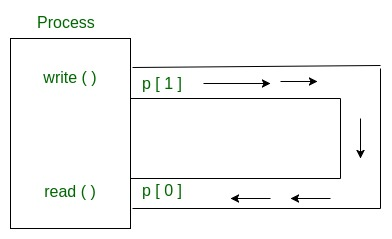 Process
write ( )
p [ 1 ]
read ( )
p [ 0 ]